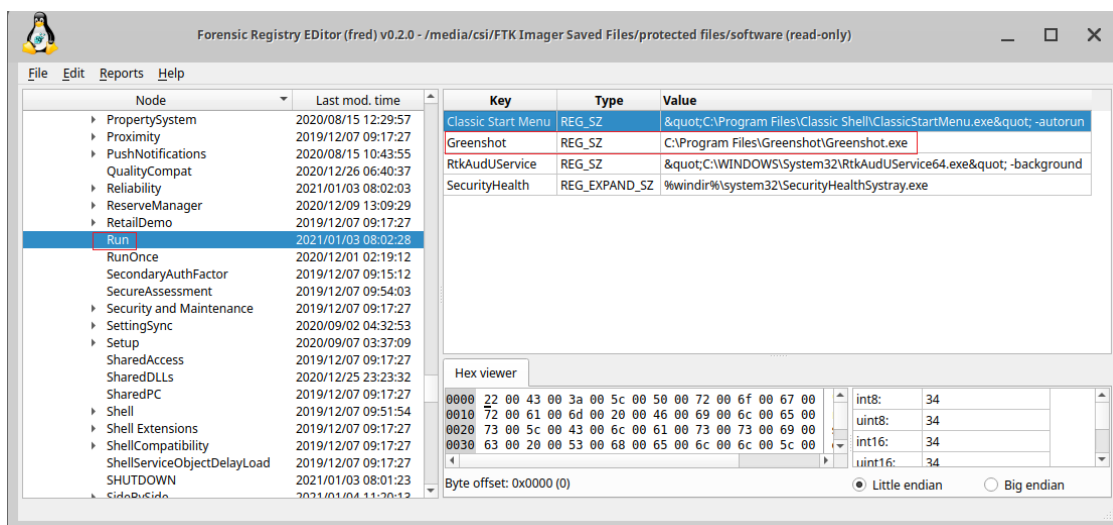 Forensic Registry EDitor (fred) v0.2.0 - /media/csi/FTK Imager Saved Files/protected files/software (read-only)
File Edit Reports Help
Node Last mod. time
PropertySystem 2020/08/15 12:29:57
Proximity 2019/12/07 09:17:27
PushNotifications 2020/08/15 10:43:55
QualityCompat 2020/12/26 06:40:37
Reliability 2021/01/03 08:02:03
ReserveManager 2020/12/09 13:09:29
RetailDemo 2019/12/07 09:17:27
Run 2021/01/03 08:02:28
RunOnce 2020/12/01 02:19:12
SecondaryAuthFactor 2019/12/07 09:15:12
SecureAssessment 2019/12/07 09:54:03
Security and Maintenance 2019/12/07 09:17:27
SettingSync 2020/09/02 04:32:53
Setup 2020/09/07 03:37:09
SharedAccess 2019/12/07 09:17:27
SharedDLLs 2020/12/25 23:23:32
SharedPC 2019/12/07 09:17:27
Shell 2019/12/07 09:51:54
Shell Extensions 2019/12/07 09:17:27
ShellCompatibility 2019/12/07 09:17:27
ShellServiceObjectDelayLoad 2019/12/07 09:17:27
SHUTDOWN 2021/01/03 08:01:23
SideBySide 2021/01/04 11:20:13
Key Type Value
Classic Start Menu REG_SZ &quot;C:\Program Files\Classic Shell\ClassicStartMenu.exe&quot; -autorun
Greenshot REG_SZ C:\Program Files\Greenshot\Greenshot.exe
RtkAudUService REG_SZ &quot;C:\WINDOWS\System32\RtkAudUService64.exe&quot; -background
SecurityHealth REG_EXPAND_SZ %windir%\system32\SecurityHealthSystray.exe
Hex viewer
0000 22 00 43 00 3a 00 5c 00 50 00 72 00 6f 00 67 00
0010 72 00 61 00 6d 00 20 00 46 00 69 00 6c 00 65 00
0020 73 00 5c 00 43 00 6c 00 61 00 73 00 73 00 69 00
0030 63 00 20 00 53 00 68 00 65 00 6c 00 6c 00 5c 00
int8: 34
uint8: 34
int16: 34
uint16: 34
Byte offset: 0x0000 (0)
Little endian Big endian